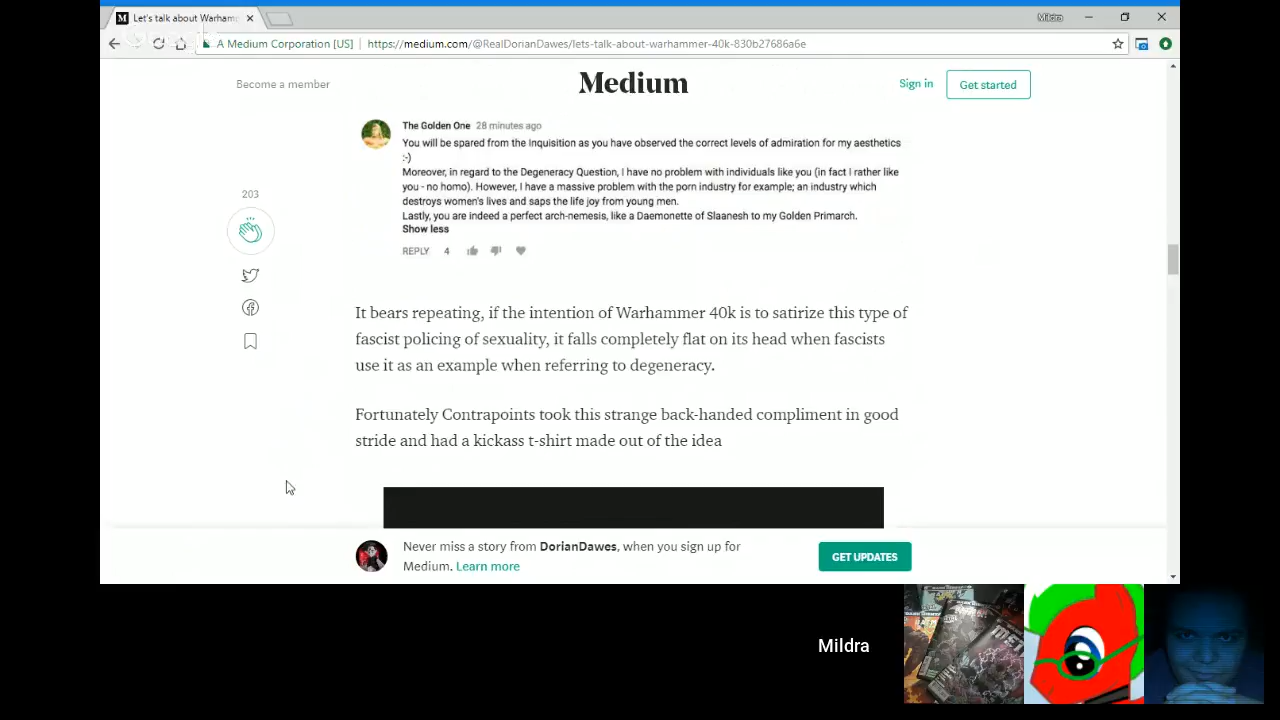 Let's talk about Warham
Mildra
A Medium Corporation [US]
https://medium.com/@RealDorianDawes/lets-talk-about-warhammer-40k-830b27686a6e
Become a member
Medium
Sign in
Get started
The Golden One 28 minutes ago
You will be spared from the Inquisition as you have observed the correct levels of admiration for my aesthetics
:-)
Moreover, in regard to the Degeneracy Question, I have no problem with individuals like you (in fact I rather like
you - no homo). However, I have a massive problem with the porn industry for example; an industry which
destroys women's lives and saps the life joy from young men.
Lastly, you are indeed a perfect arch-nemesis, like a Daemonette of Slaanesh to my Golden Primarch.
Show less
REPLY 4
203
It bears repeating, if the intention of Warhammer 40k is to satirize this type of
fascist policing of sexuality, it falls completely flat on its head when fascists
use it as an example when referring to degeneracy.
Fortunately Contrapoints took this strange back-handed compliment in good
stride and had a kickass t-shirt made out of the idea
Never miss a story from DorianDawes, when you sign up for
Medium. Learn more
GET UPDATES
Mildra